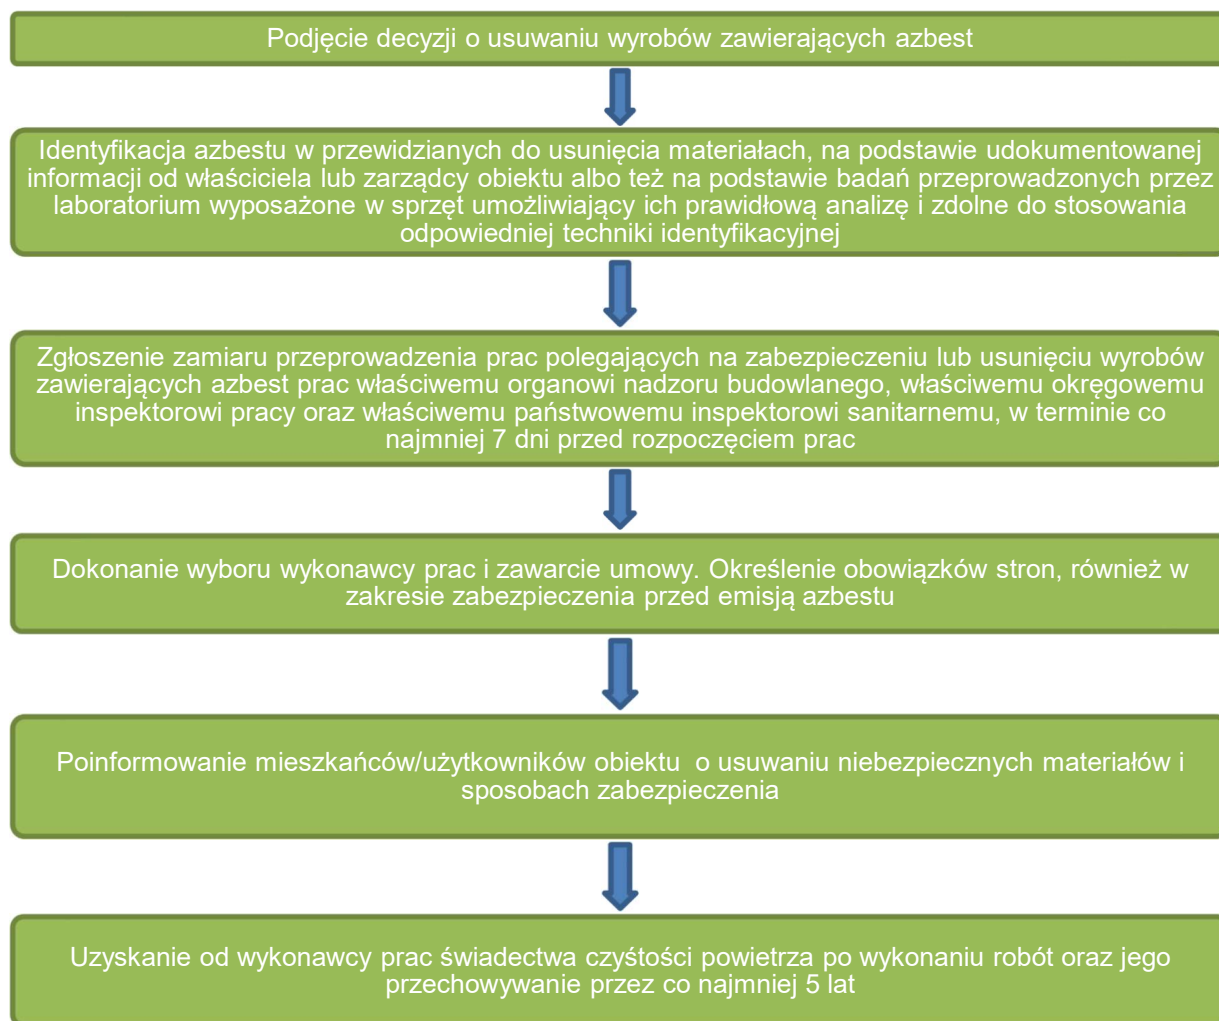 Podjęcie decyzji o usuwaniu wyrobów zawierających azbest
Identyfikacja azbestu w przewidzianych do usunięcia materiałach, na podstawie udokumentowanej
informacji od właściciela lub zarządcy obiektu albo też na podstawie badań przeprowadzonych przez
laboratorium wyposażone w sprzęt umożliwiający ich prawidłową analizę i zdolne do stosowania
odpowiedniej techniki identyfikacyjnej
Zgłoszenie zamiaru przeprowadzenia prac polegających na zabezpieczeniu lub usunięciu wyrobów
zawierających azbest prac właściwemu organowi nadzoru budowlanego, właściwemu okręgowemu
inspektorowi pracy oraz właściwemu państwowemu inspektorowi sanitarnemu, w terminie co
najmniej 7 dni przed rozpoczęciem prac
Dokonanie wyboru wykonawcy prac i zawarcie umowy. Określenie obowiązków stron, również w
zakresie zabezpieczenia przed emisją azbestu
Poinformowanie mieszkańców/użytkowników obiektu o usuwaniu niebezpiecznych materiałów i
sposobach zabezpieczenia
Uzyskanie od wykonawcy prac świadectwa czyśtości powietrza po wykonaniu robót oraz jego
przechowywanie przez co najmniej 5 lat